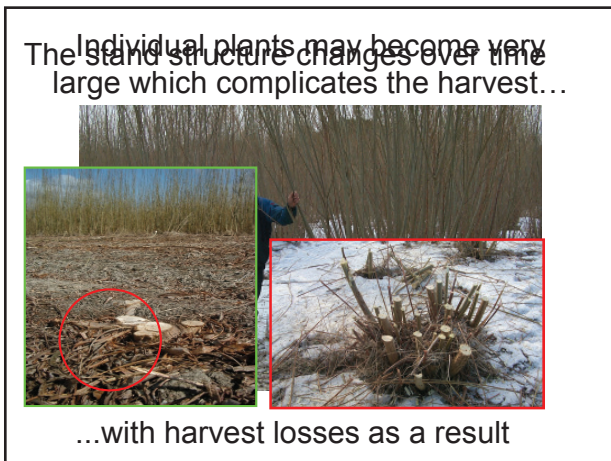 Individual plants may become very
The stand structure changes over time
large which complicates the harvest…
...with harvest losses as a result